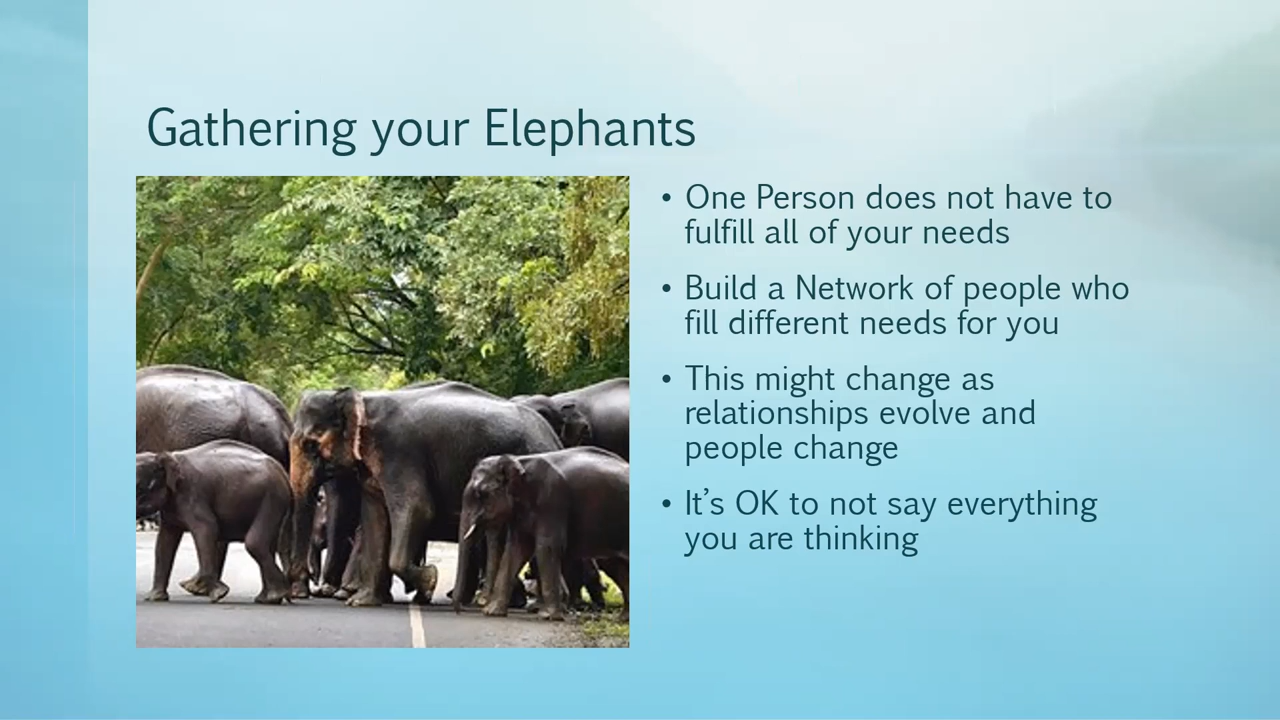 Gathering your Elephants
• One Person does not have to
fulfill all of your needs
• Build a Network of people who
fill different needs for you
• This might change as
relationships evolve and
people change
• It’s OK to not say everything
you are thinking